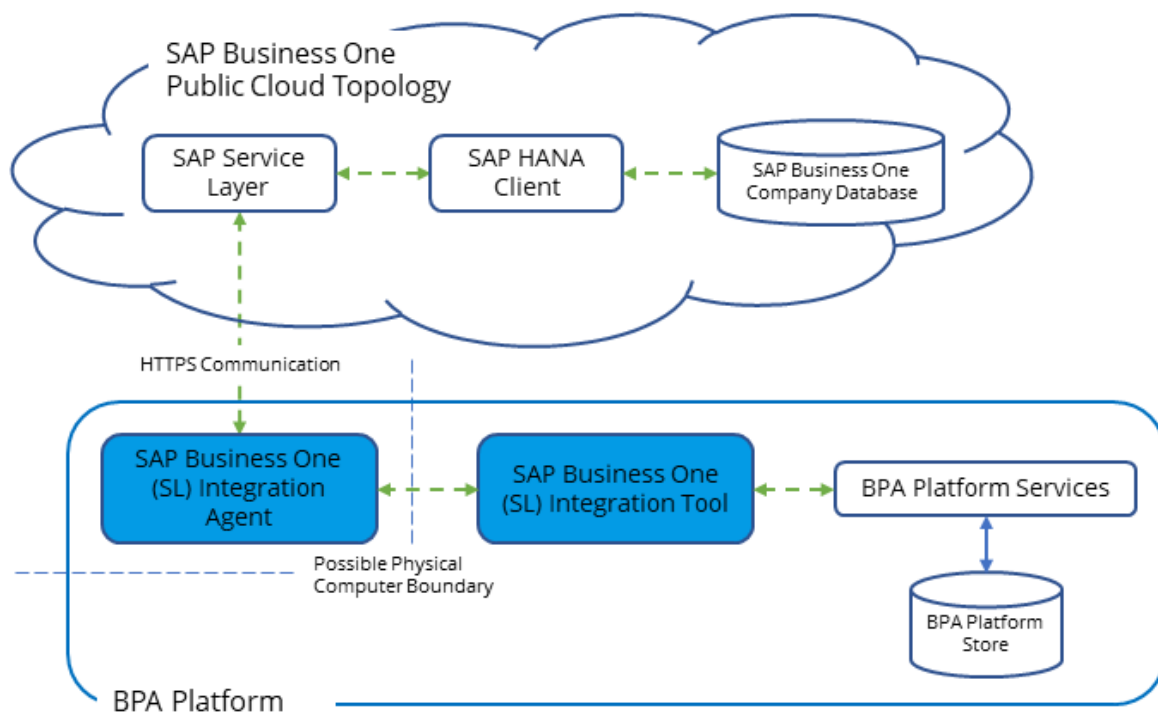 SAP Business One
Public Cloud Topology
SAP Service
Layer
SAP HANA
Client
SAP Business One
Company Database
HTTPS Communication
SAP Business One
(SL) Integration
Agent
SAP Business One
(SL) Integration Tool
BPA Platform Services
Possible Physical
Computer Boundary
BPA Platform
Store
BPA Platform